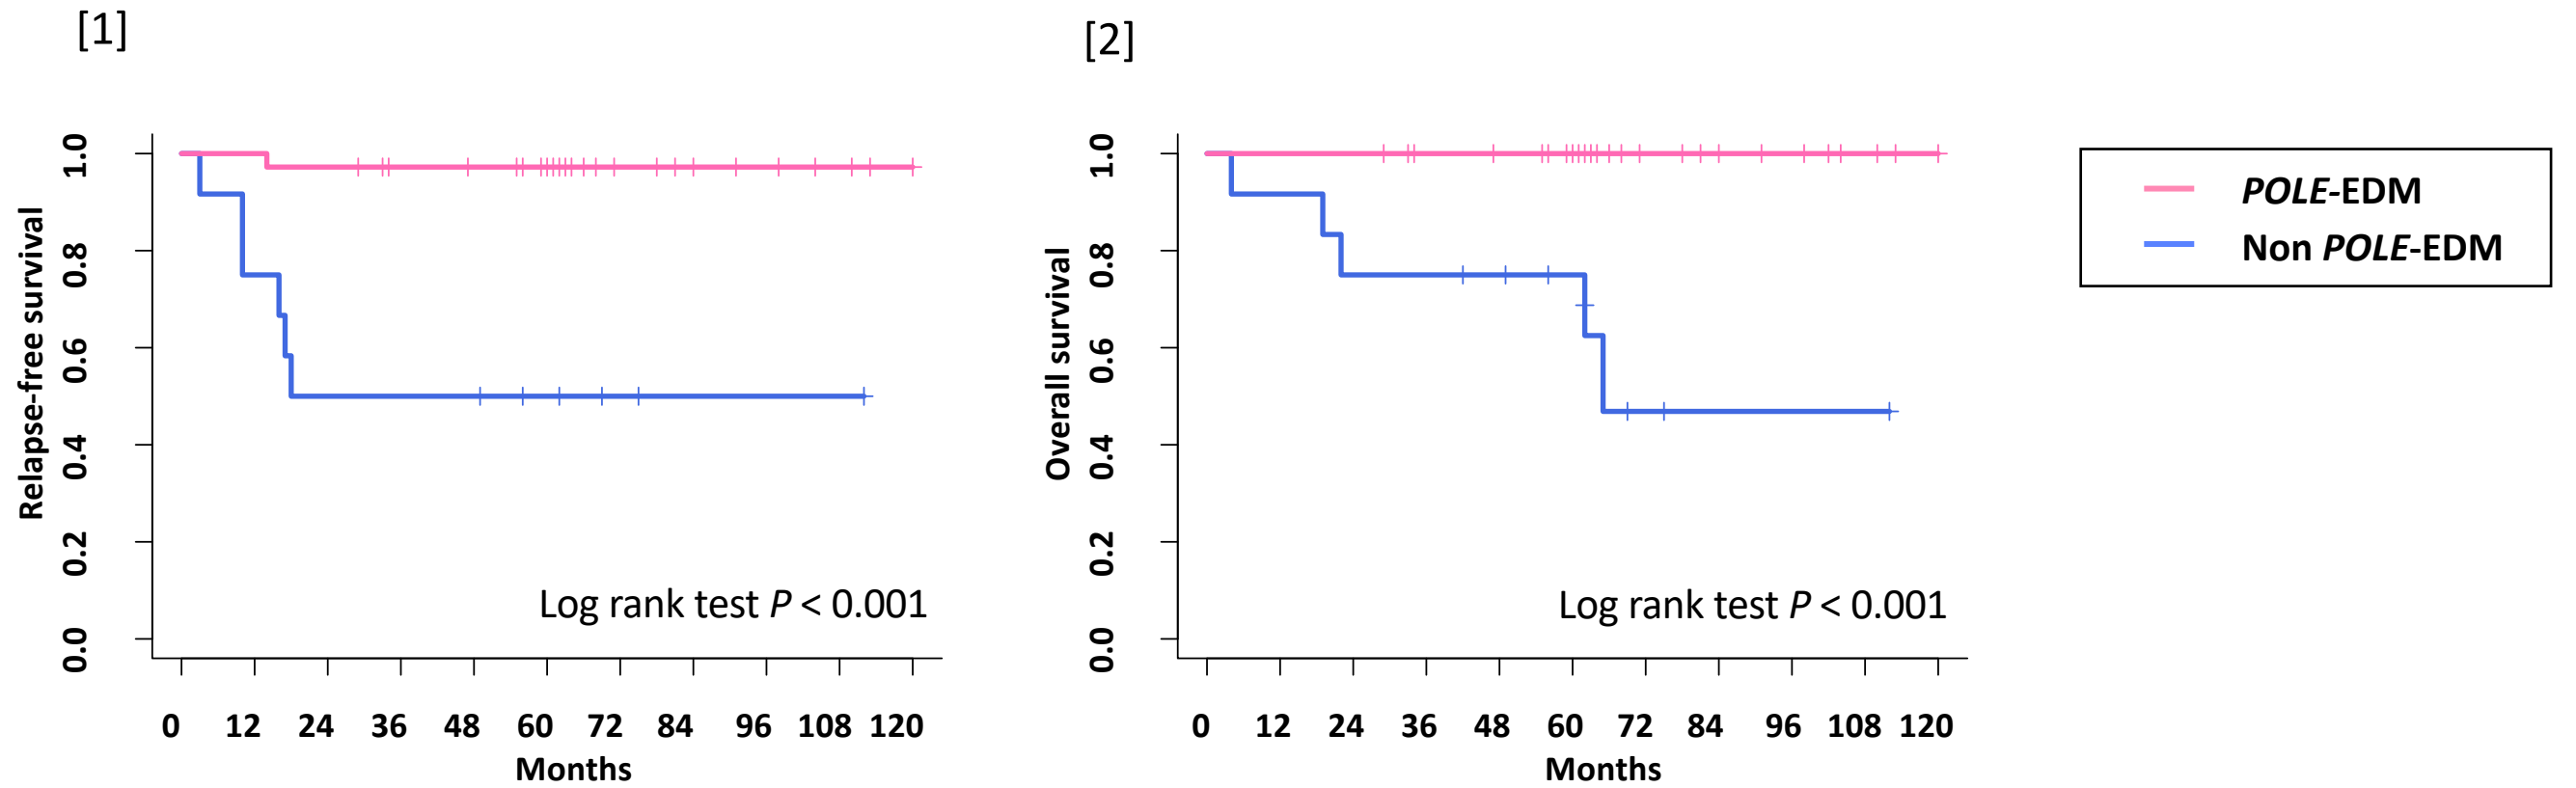 [1]
Relapse-free survival
1.0
0.8
0.6
0.4
0.2
0.0
Log rank test P < 0.001
0 12 24 36 48 60 72 84 96 108 120
Months
[2]
Overall survival
1.0
0.8
0.6
0.4
0.2
0.0
Log rank test P < 0.001
0 12 24 36 48 60 72 84 96 108 120
Months
POLE-EDM
Non POLE-EDM